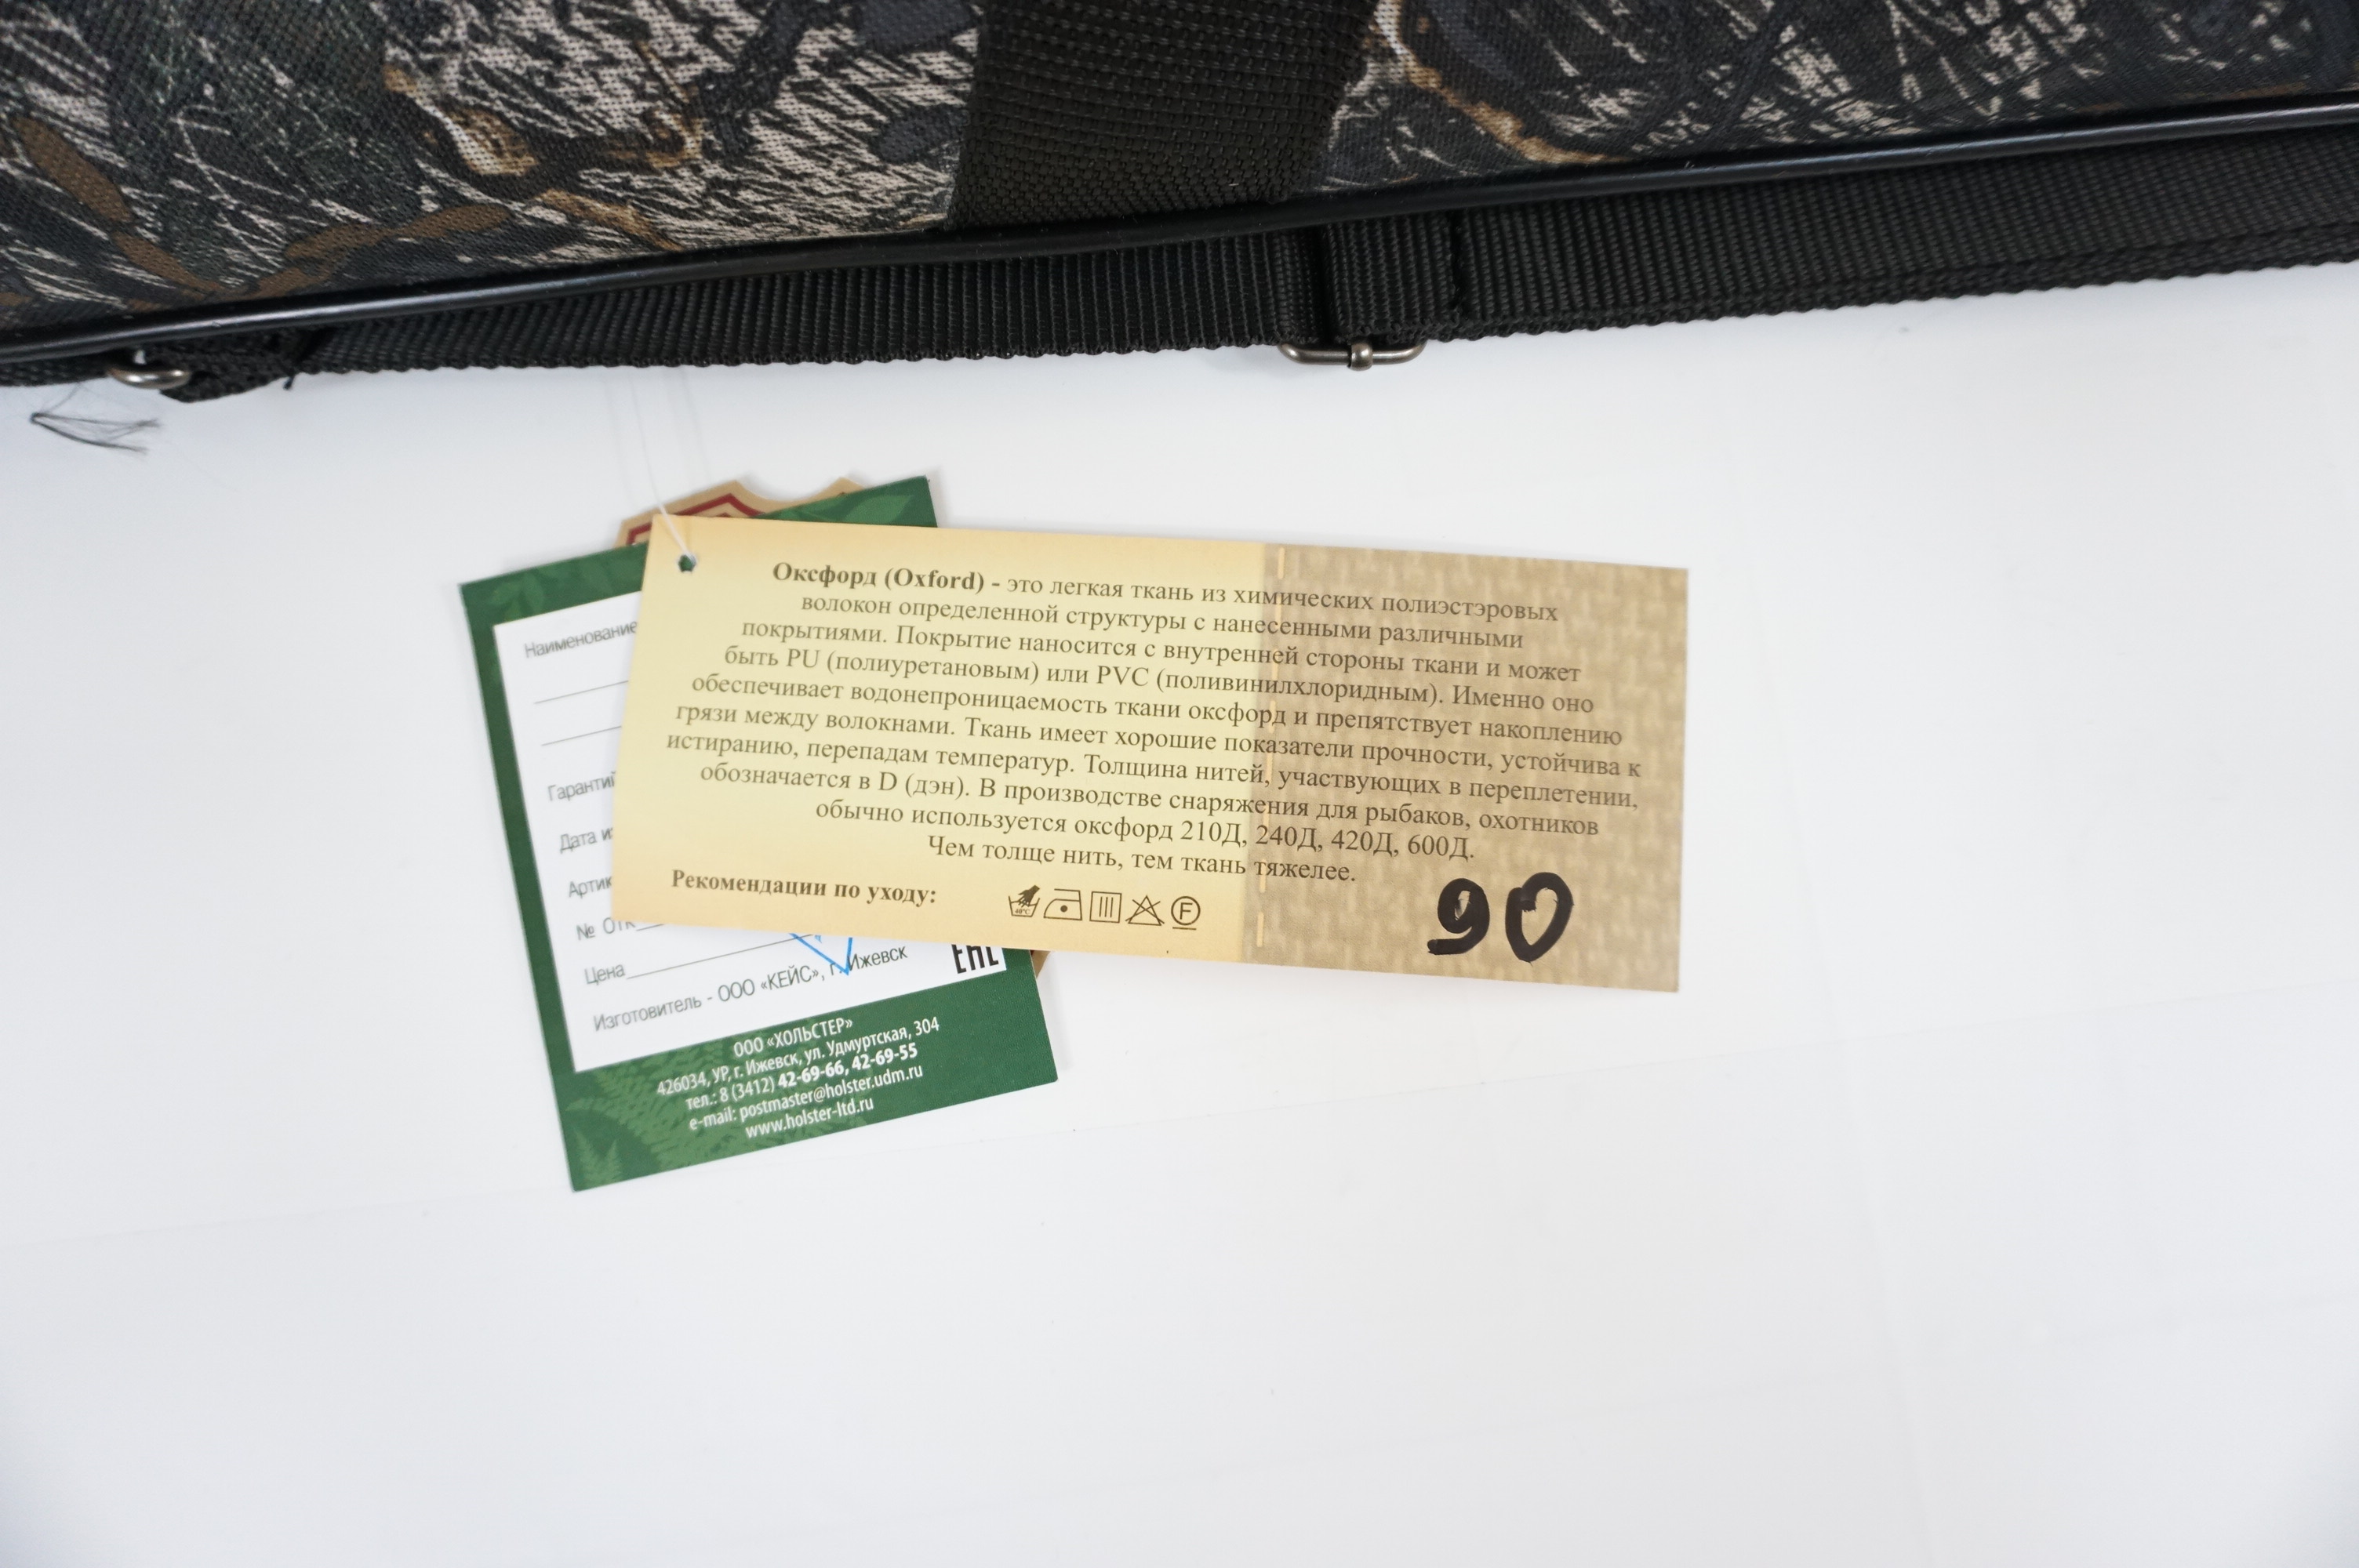 Оксфорд (Oxford) - это легкая ткань из химических полиэстэровых
волокон определенной структуры с нанесенными различными
покрытиями. Покрытие наносится с внутренней стороны ткани и может
быть PU (полиуретановым) или PVC (поливинилхлоридным). Именно оно
обеспечивает водонепроницаемость ткани оксфорд и препятствует накоплению
грязи между волокнами. Ткань имеет хорошие показатели прочности, устойчива к
истиранию, перепадам температур. Толщина нитей, участвующих в переплетении,
обозначается в D (дэн). В производстве снаряжения для рыбаков, охотников
обычно используется оксфорд 210Д, 240Д, 420Д, 600Д.
Чем толще нить, тем ткань тяжелее.
Рекомендации по уходу:
90
Наименование
Дата
№ ОТК
Цена
Изготовитель - ООО «КЕЙС», г. Ижевск
EAC
ООО «ХОЛЬСТЕР»
426034, УР, г. Ижевск, ул. Удмуртская, 304
тел.: 8 (3412) 42-69-66, 42-69-55
e-mail: postmaster@holster.udm.ru
www.holster-ltd.ru